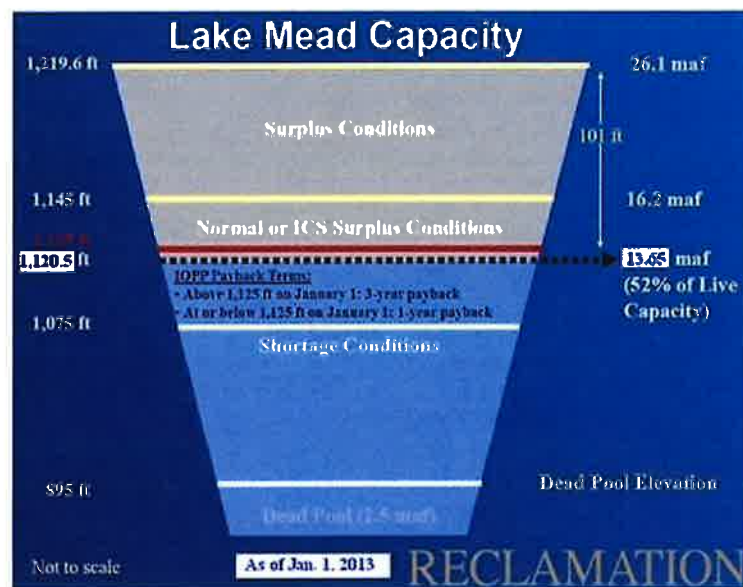 Lake Mead Capacity
1,219.6 ft
26.1 maf
Surplus Conditions
101 ft
1,145 ft
16.2 maf
Normal or ICS Surplus Conditions
1,120.5 ft
13.65 maf
(52% of Live
Capacity)
IOPP Payback Terms:
• Above 1,125 ft on January 1: 3-year payback
• At or below 1,125 ft on January 1: 1-year payback
1,075 ft
Shortage Conditions
895 ft
Dead Pool Elevation
Dead Pool (2.5 maf)
Not to scale
As of Jan. 1, 2013
RECLAMATION